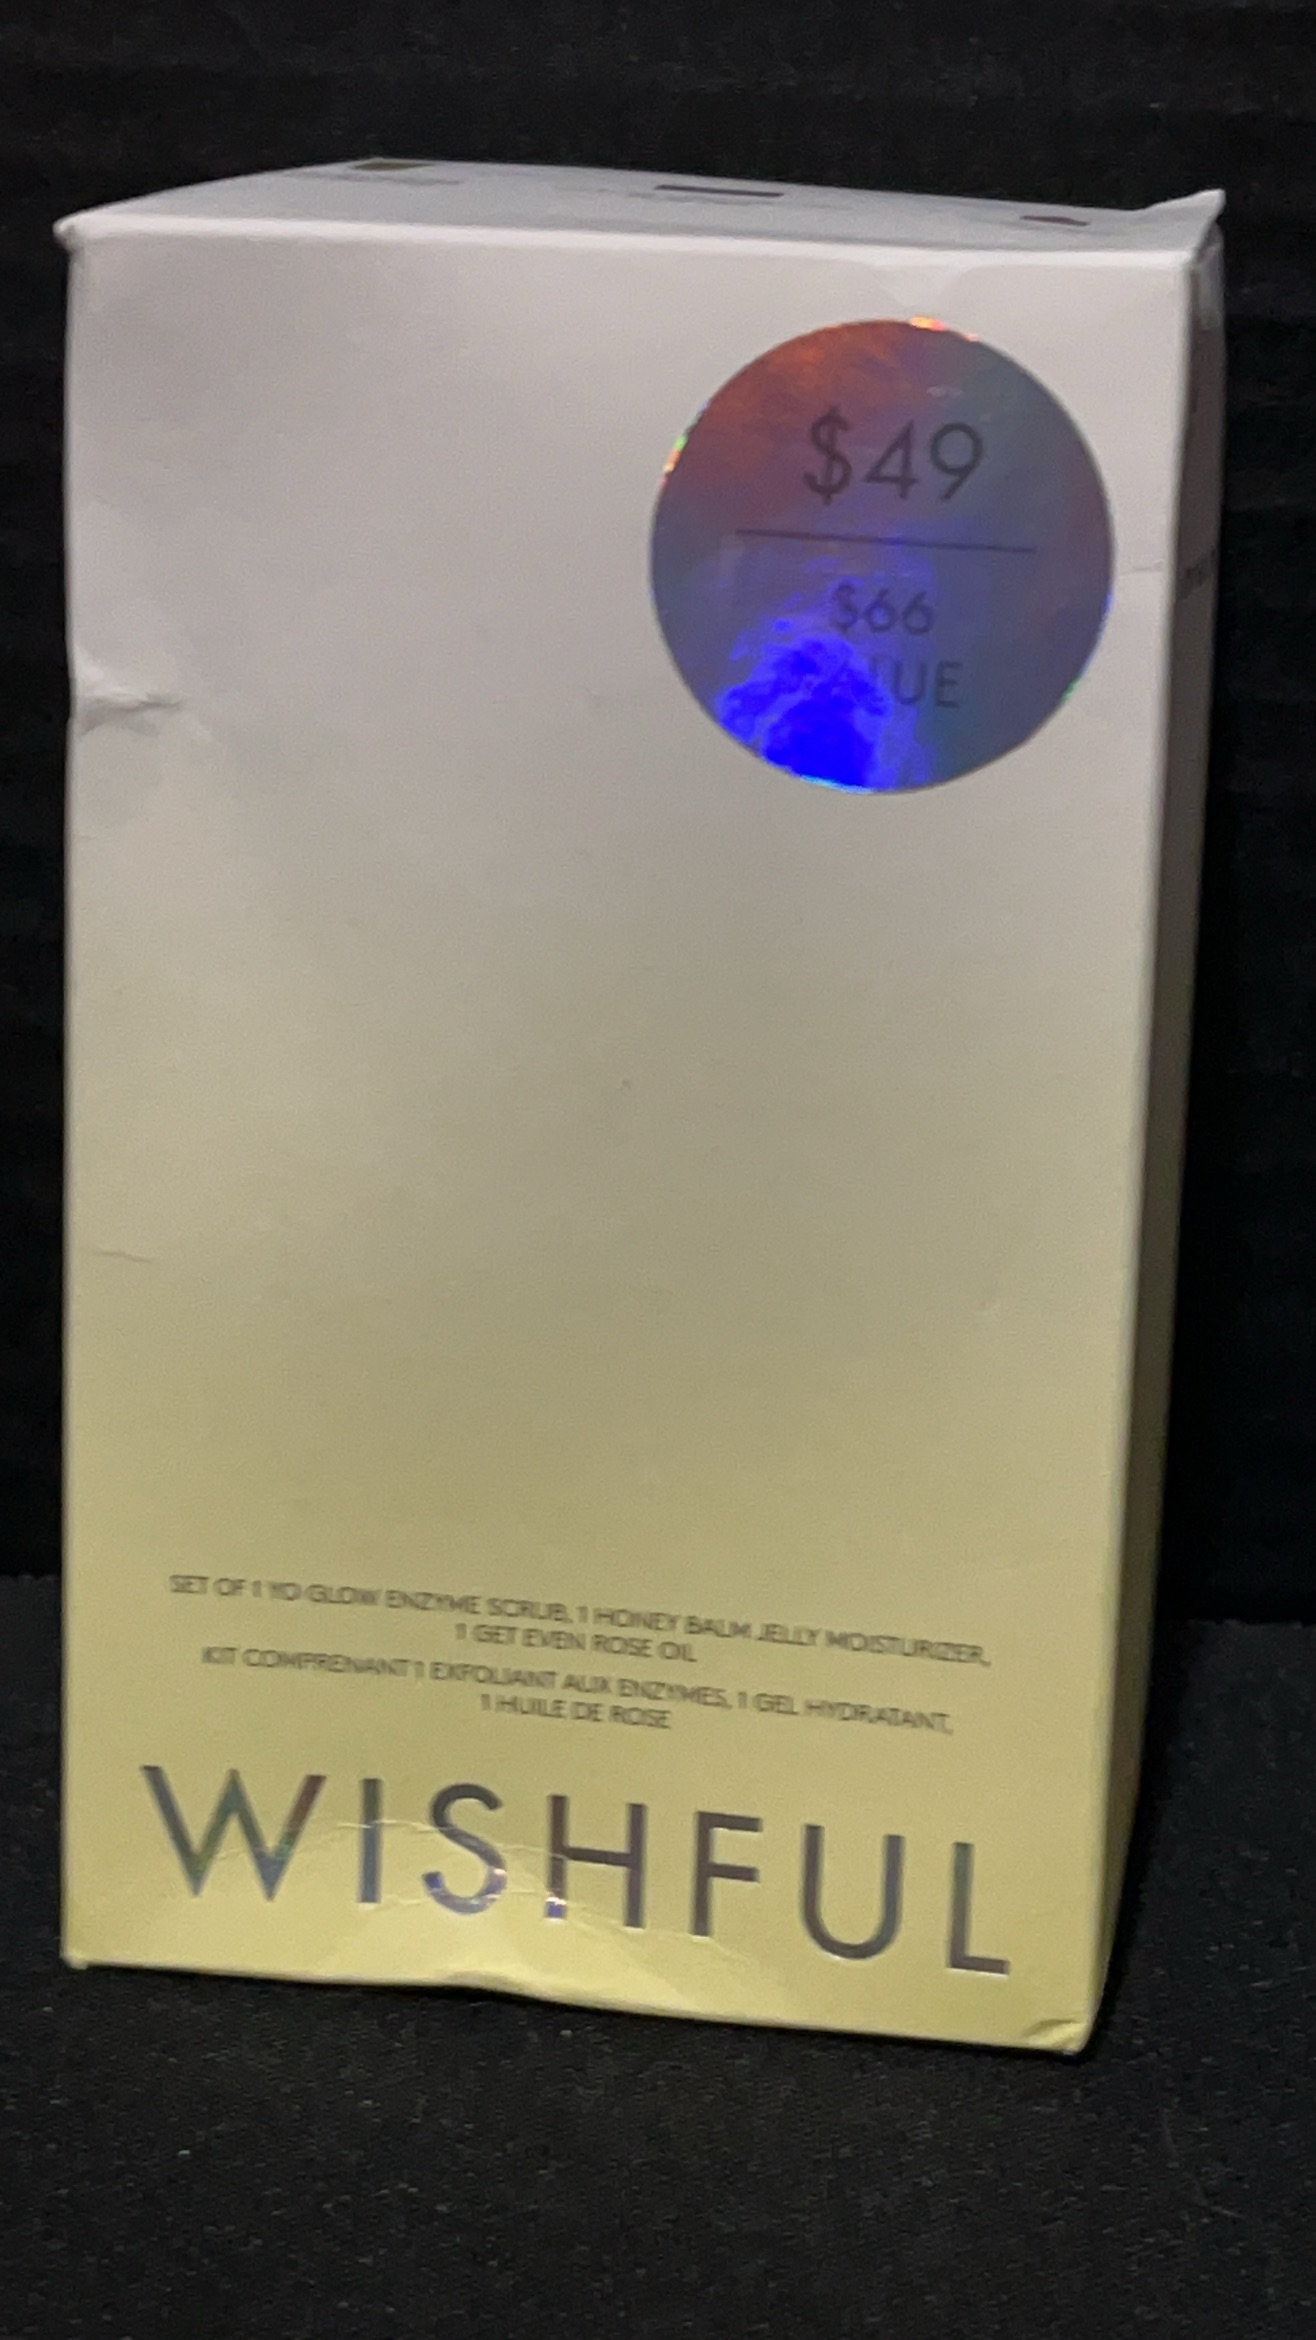 $49
$66
VALUE
SET OF 1 YO GLOW ENZYME SCRUB, 1 HONEY BALM JELLY MOISTURIZER,
1 GET EVEN ROSE OIL
KIT COMPRENANT 1 EXFOLIANT AUX ENZYMES, 1 GEL HYDRATANT,
1 HUILE DE ROSE
WISHFUL